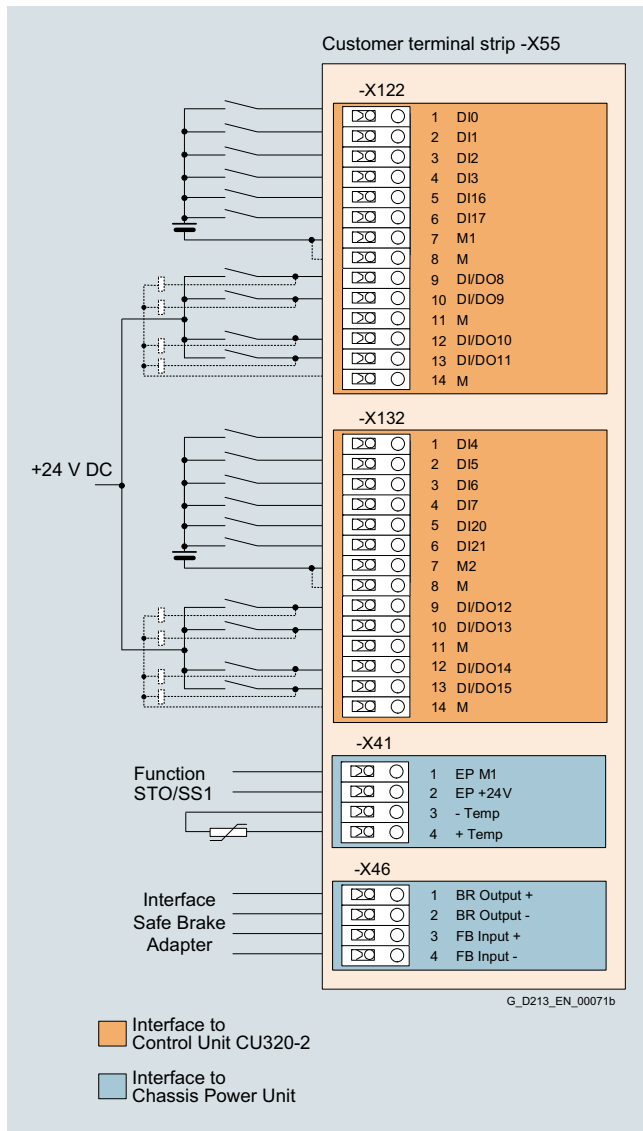 Customer terminal strip -X55
-X122
1 DI0
2 DI1
3 DI2
4 DI3
5 DI16
6 DI17
7 M1
8 M
9 DI/DO8
10 DI/DO9
11 M
12 DI/DO10
13 DI/DO11
14 M
-X132
1 DI4
2 DI5
3 DI6
4 DI7
5 DI20
6 DI21
7 M2
8 M
9 DI/DO12
10 DI/DO13
11 M
12 DI/DO14
13 DI/DO15
14 M
+24 V DC
-X41
1 EP M1
2 EP +24V
3 - Temp
4 + Temp
Function
STO/SS1
-X46
1 BR Output +
2 BR Output -
3 FB Input +
4 FB Input -
Interface
Safe Brake
Adapter
G_D213_EN_00071b
Interface to
Control Unit CU320-2
Interface to
Chassis Power Unit